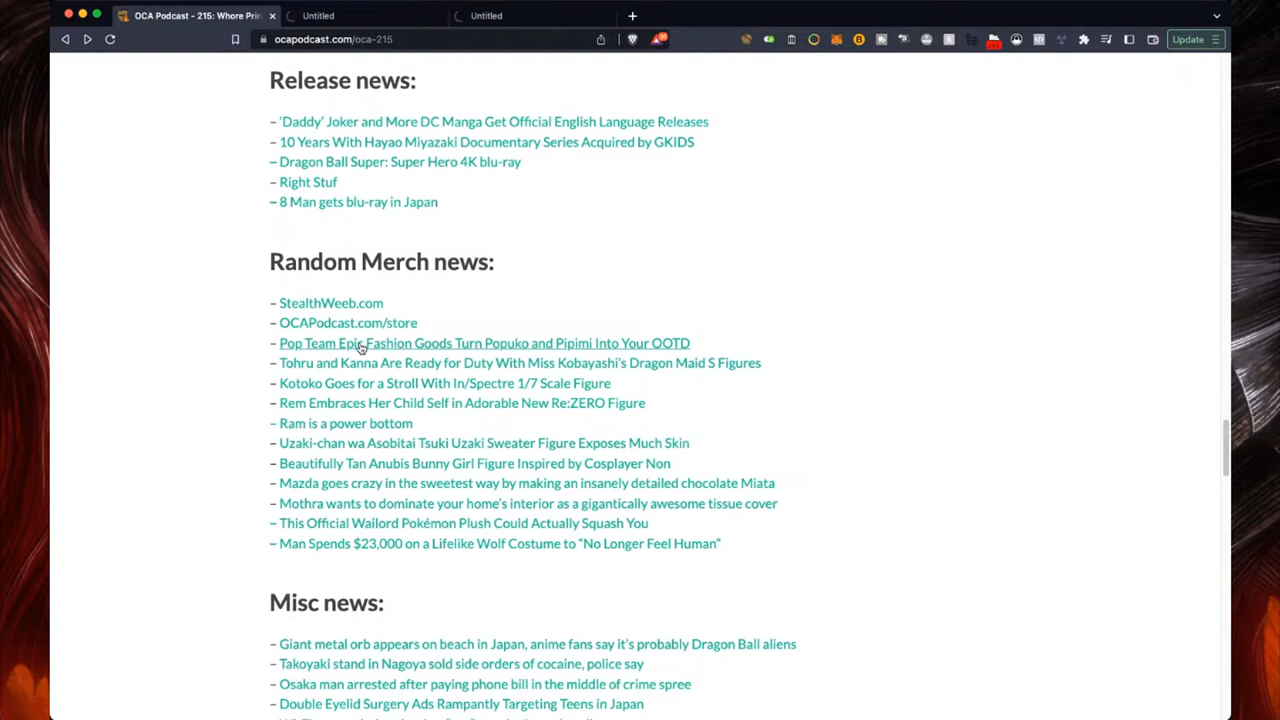 OCA Podcast - 215: Whore Prin
Untitled
Untitled
ocapodcast.com/oca-215
Update
Release news:
– 'Daddy' Joker and More DC Manga Get Official English Language Releases
– 10 Years With Hayao Miyazaki Documentary Series Acquired by GKIDS
– Dragon Ball Super: Super Hero 4K blu-ray
– Right Stuf
– 8 Man gets blu-ray in Japan
Random Merch news:
– StealthWeeb.com
– OCAPodcast.com/store
– Pop Team Epic Fashion Goods Turn Popuko and Pipimi Into Your OOTD
– Tohru and Kanna Are Ready for Duty With Miss Kobayashi's Dragon Maid S Figures
– Kotoko Goes for a Stroll With In/Spectre 1/7 Scale Figure
– Rem Embraces Her Child Self in Adorable New Re:ZERO Figure
– Ram is a power bottom
– Uzaki-chan wa Asobitai Tsuki Uzaki Sweater Figure Exposes Much Skin
– Beautifully Tan Anubis Bunny Girl Figure Inspired by Cosplayer Non
– Mazda goes crazy in the sweetest way by making an insanely detailed chocolate Miata
– Mothra wants to dominate your home's interior as a gigantically awesome tissue cover
– This Official Wailord Pokémon Plush Could Actually Squash You
– Man Spends $23,000 on a Lifelike Wolf Costume to “No Longer Feel Human”
Misc news:
– Giant metal orb appears on beach in Japan, anime fans say it's probably Dragon Ball aliens
– Takoyaki stand in Nagoya sold side orders of cocaine, police say
– Osaka man arrested after paying phone bill in the middle of crime spree
– Double Eyelid Surgery Ads Rampantly Targeting Teens in Japan